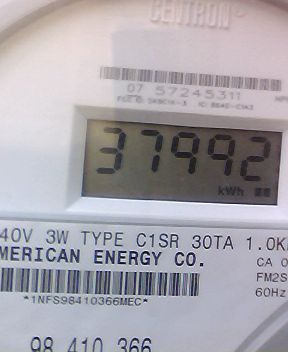 CENTRON®
07 57245311
37992
kWh
40V 3W TYPE C1SR 30TA 1.0K
MERICAN ENERGY CO.
CA 0
FM2S
60Hz
*1NFS98410366MEC*
98 410 366